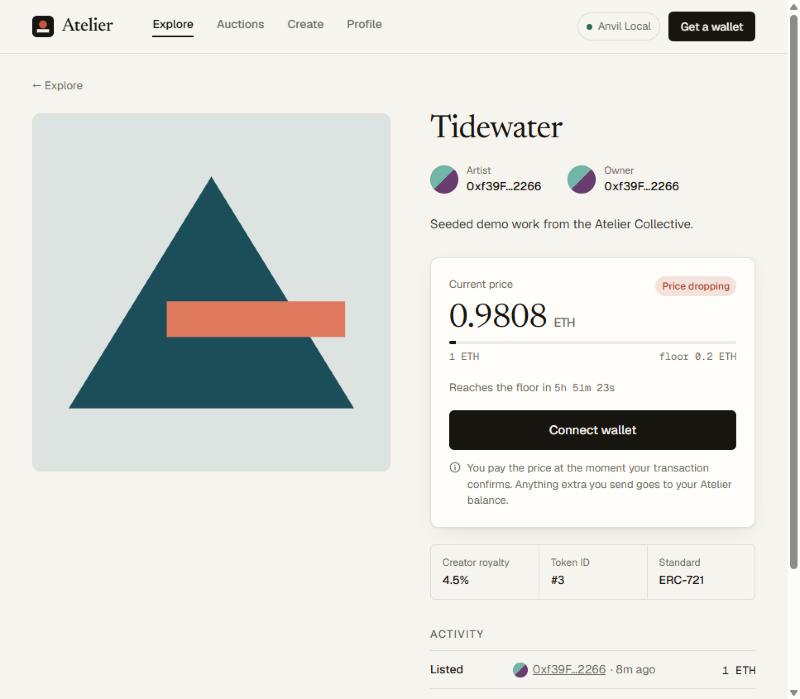 Atelier
Explore
Auctions
Create
Profile
Anvil Local
Get a wallet
← Explore
Tidewater
Artist
0xf39F…2266
Owner
0xf39F…2266
Seeded demo work from the Atelier Collective.
Current price
Price dropping
0.9808 ETH
1 ETH
floor 0.2 ETH
Reaches the floor in 5h 51m 23s
Connect wallet
You pay the price at the moment your transaction
confirms. Anything extra you send goes to your Atelier
balance.
Creator royalty
4.5%
Token ID
#3
Standard
ERC-721
ACTIVITY
Listed
0xf39F…2266 · 8m ago
1 ETH